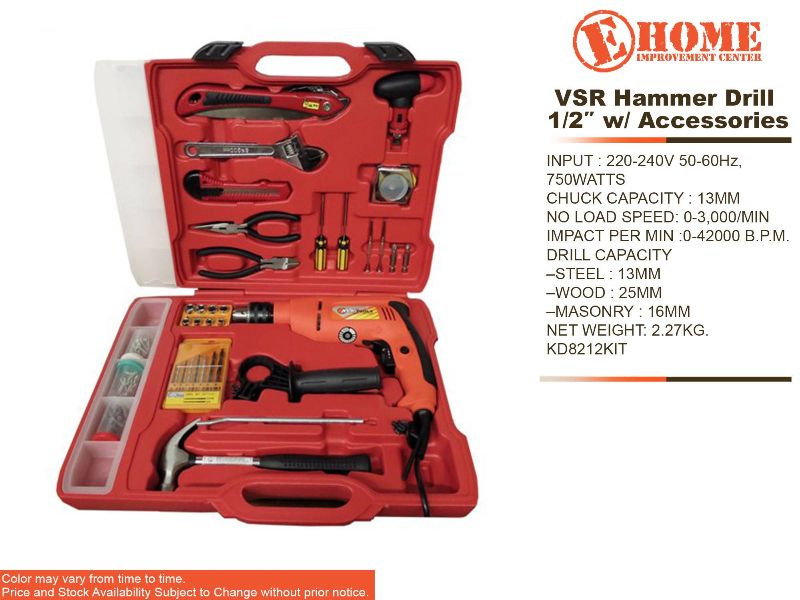 E HOME
IMPROVEMENT CENTER
VSR Hammer Drill
1/2″ w/ Accessories
INPUT : 220-240V 50-60Hz,
750WATTS
CHUCK CAPACITY : 13MM
NO LOAD SPEED: 0-3,000/MIN
IMPACT PER MIN :0-42000 B.P.M.
DRILL CAPACITY
–STEEL : 13MM
–WOOD : 25MM
–MASONRY : 16MM
NET WEIGHT: 2.27KG.
KD8212KIT
Color may vary from time to time.
Price and Stock Availability Subject to Change without prior notice.